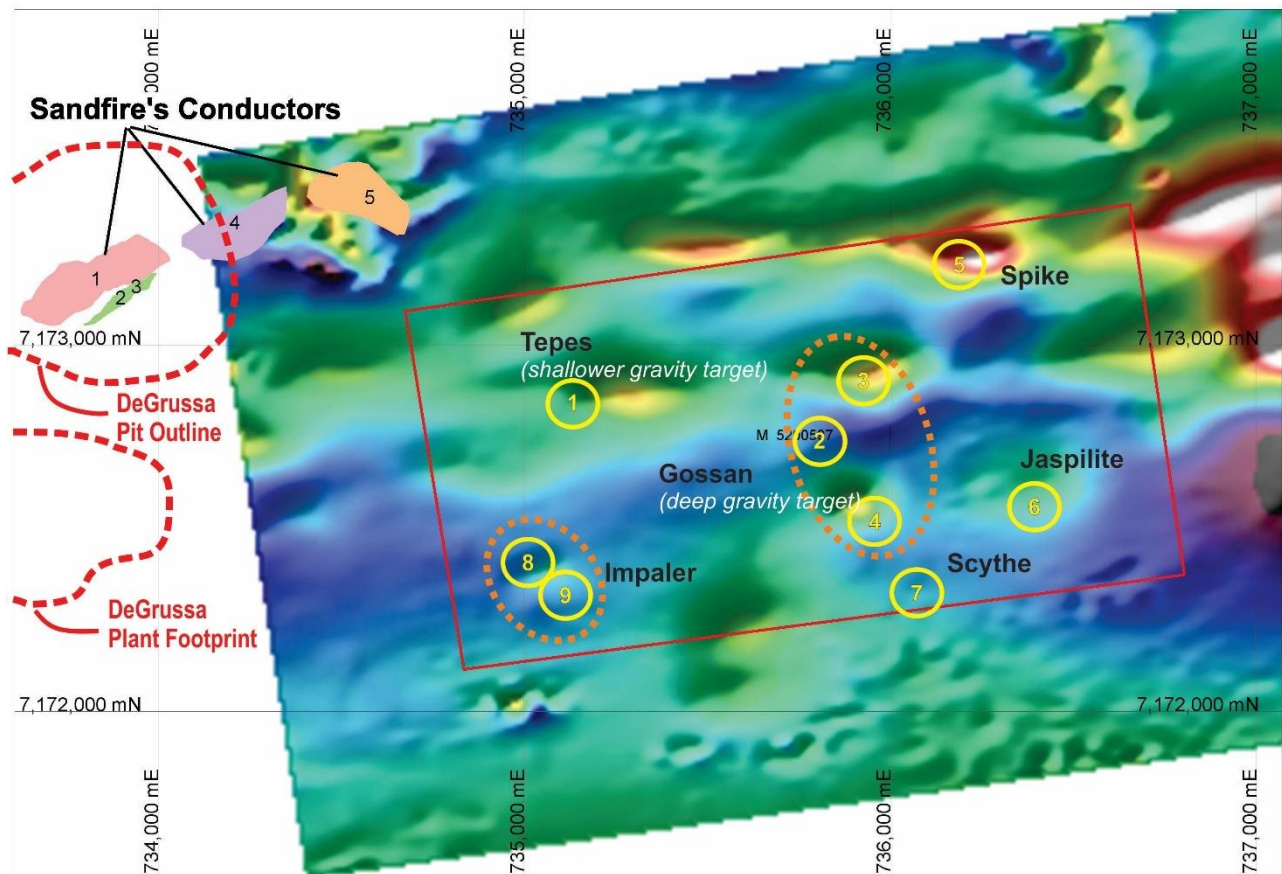 735,000 mE
736,000 mE
737,000 mE
Sandfire's Conductors
5
4
1
2
3
5
Spike
7,173,000 mN
7,173,000 mN
Tepes
(shallower gravity target)
3
1
DeGrussa
Pit Outline
2
Gossan
(deep gravity target)
Jaspilite
4
6
8
Impaler
9
Scythe
7
DeGrussa
Plant Footprint
7,172,000 mN
7,172,000 mN
734,000 mE
735,000 mE
736,000 mE
737,000 mE